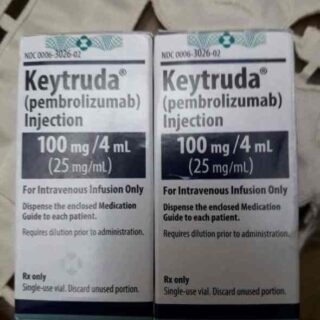 NDC 0006-3026-02
Keytruda®
(pembrolizumab)
Injection
100 mg/4 mL
(25 mg/mL)
For Intravenous Infusion Only
Dispense the enclosed Medication
Guide to each patient.
Requires dilution prior to administration.
Rx only
Single-use vial. Discard unused portion.
NDC 0006-3026-02
Keytruda®
(pembrolizumab)
Injection
100 mg/4 mL
(25 mg/mL)
For Intravenous Infusion Only
Dispense the enclosed Medication
Guide to each patient.
Requires dilution prior to administration.
Rx only
Single-use vial. Discard unused portion.